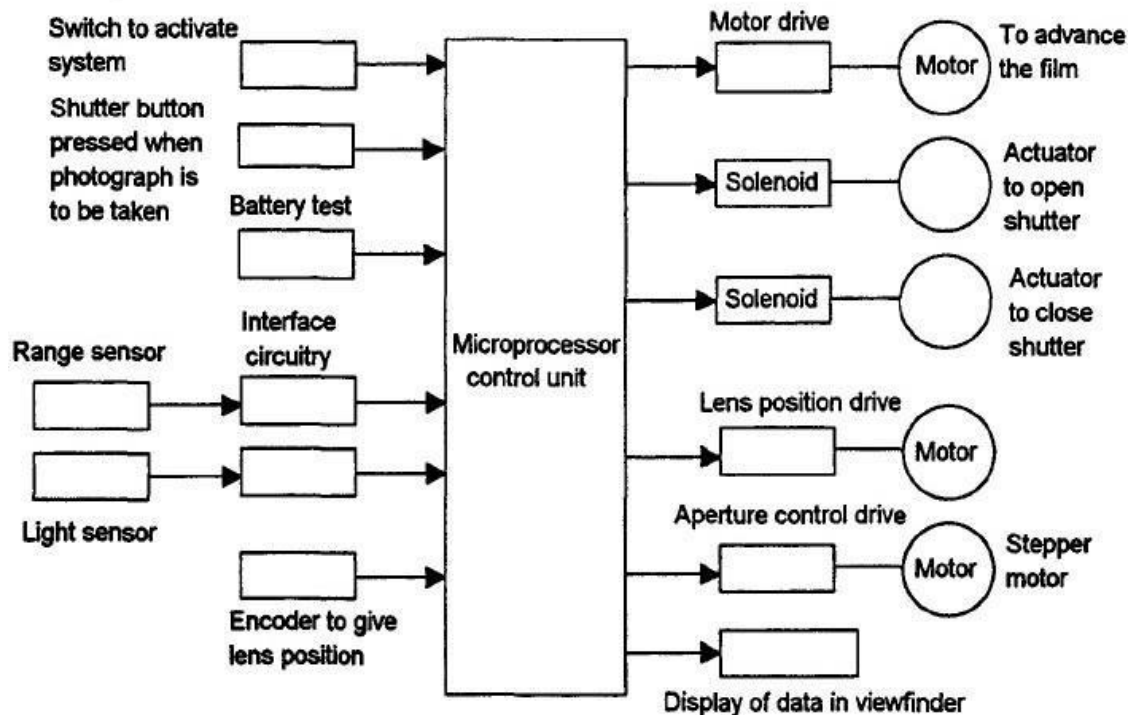 Switch to activate
system
Shutter button
pressed when
photograph is
to be taken
Battery test
Interface
circuitry
Range sensor
Light sensor
Encoder to give
lens position
Microprocessor
control unit
Motor drive
Motor
To advance
the film
Solenoid
Actuator
to open
shutter
Solenoid
Actuator
to close
shutter
Lens position drive
Motor
Aperture control drive
Motor
Stepper
motor
Display of data in viewfinder